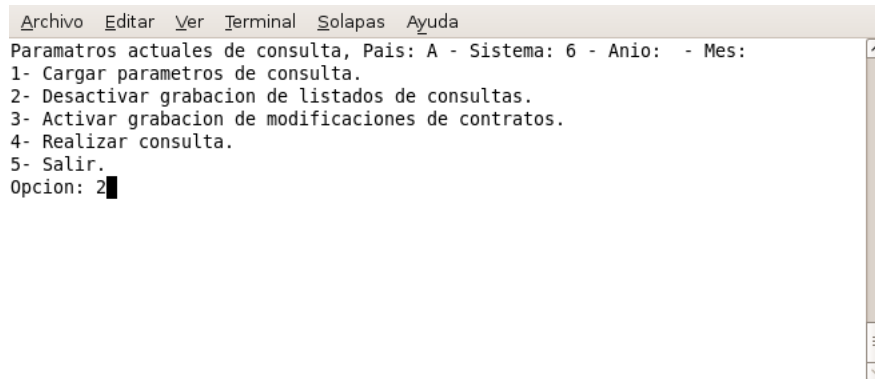 Archivo Editar Ver Terminal Solapas Ayuda
Paramatros actuales de consulta, Pais: A - Sistema: 6 - Anio:  - Mes:
1- Cargar parametros de consulta.
2- Desactivar grabacion de listados de consultas.
3- Activar grabacion de modificaciones de contratos.
4- Realizar consulta.
5- Salir.
Opcion: 2